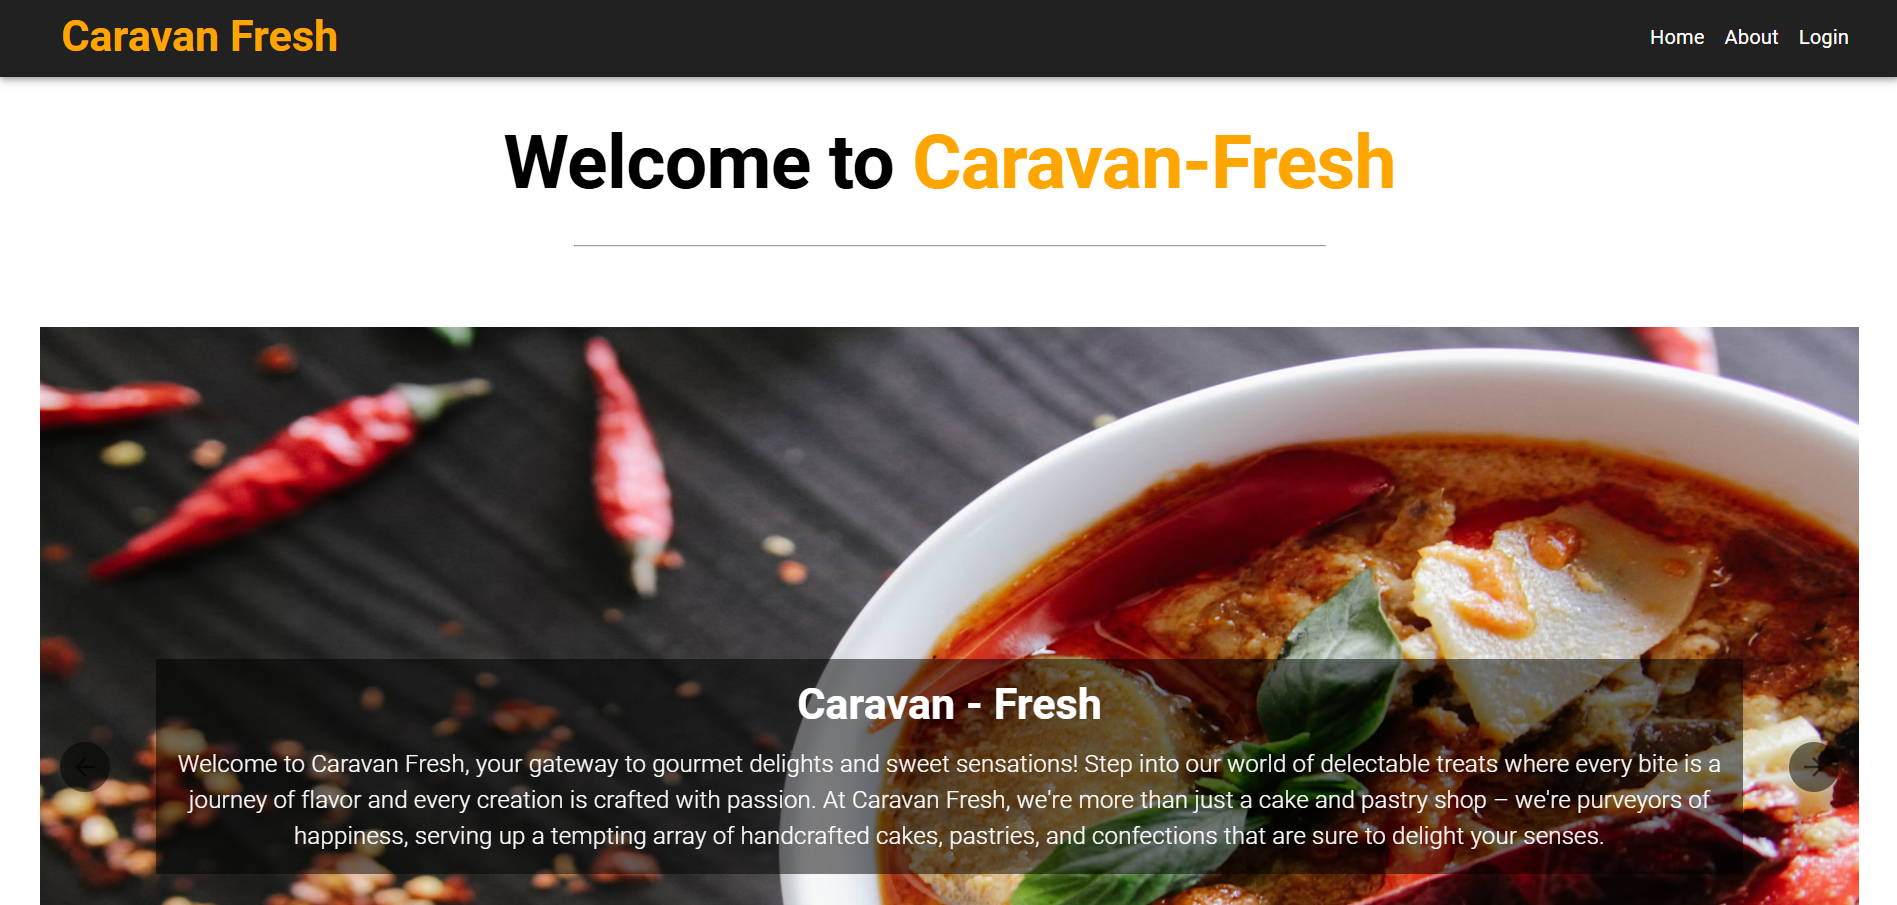 Caravan Fresh
Home About Login
Welcome to Caravan-Fresh
Caravan - Fresh
Welcome to Caravan Fresh, your gateway to gourmet delights and sweet sensations! Step into our world of delectable treats where every bite is a
journey of flavor and every creation is crafted with passion. At Caravan Fresh, we're more than just a cake and pastry shop – we're purveyors of
happiness, serving up a tempting array of handcrafted cakes, pastries, and confections that are sure to delight your senses.